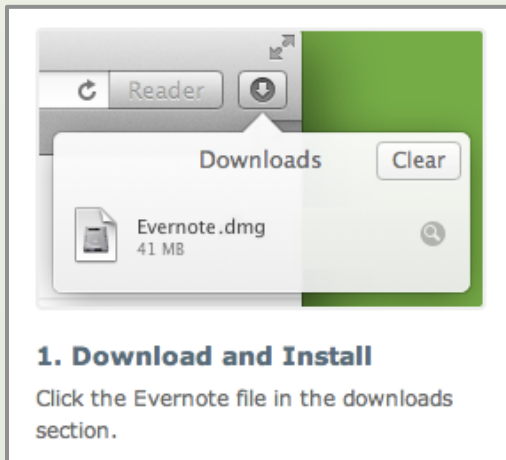 Reader
Downloads
Clear
Evernote.dmg
41 MB
1. Download and Install
Click the Evernote file in the downloads
section.